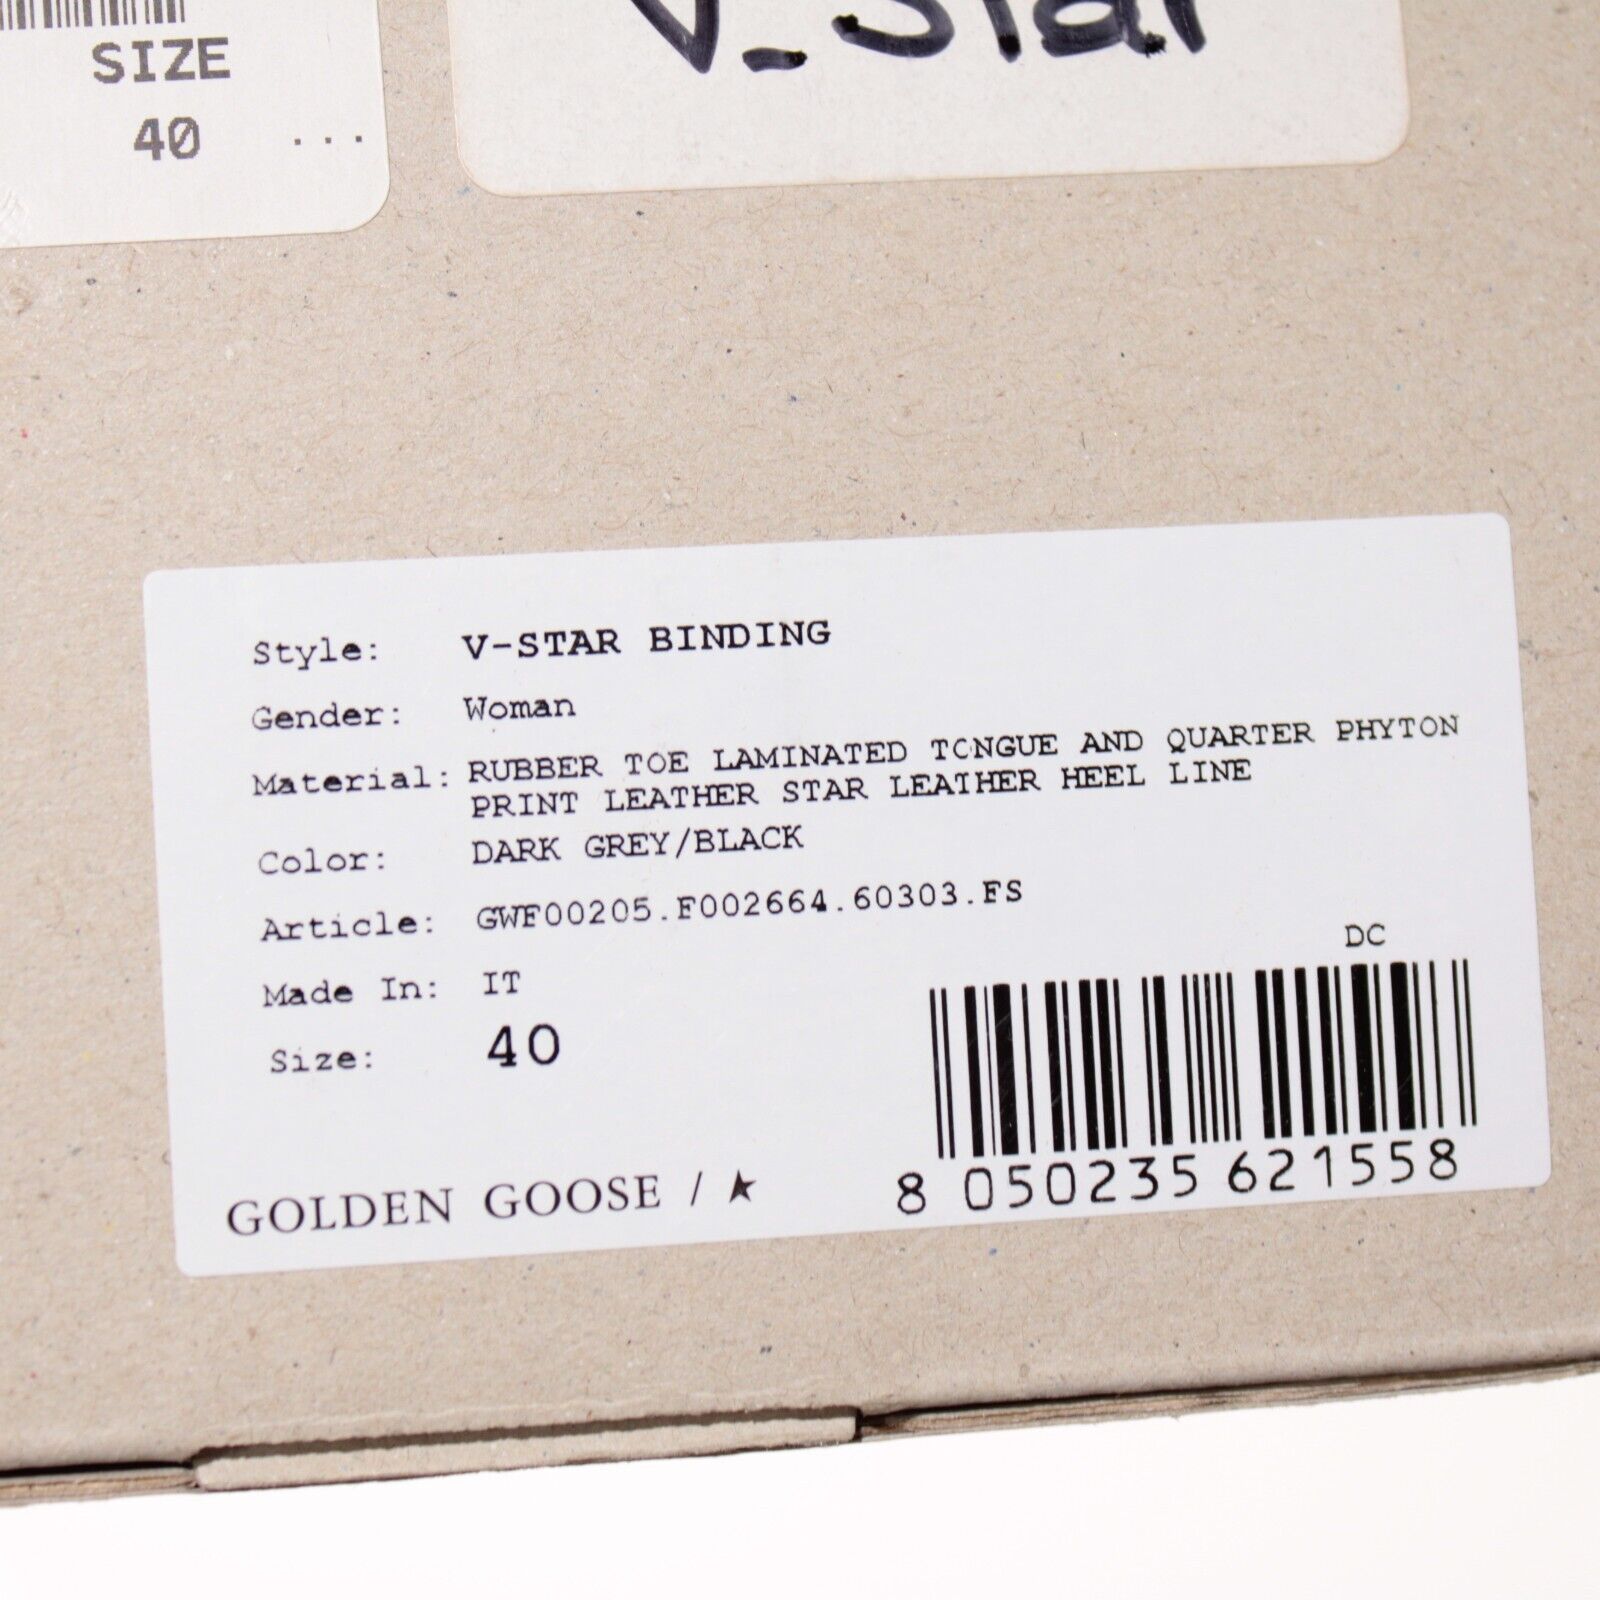 SIZE
40 ...
V-Star
Style: V-STAR BINDING
Gender: Woman
Material: RUBBER TOE LAMINATED TONGUE AND QUARTER PHYTON
PRINT LEATHER STAR LEATHER HEEL LINE
Color: DARK GREY/BLACK
Article: GWF00205.F002664.60303.FS
Made In: IT
Size: 40
DC
8 050235 621558
GOLDEN GOOSE / ★